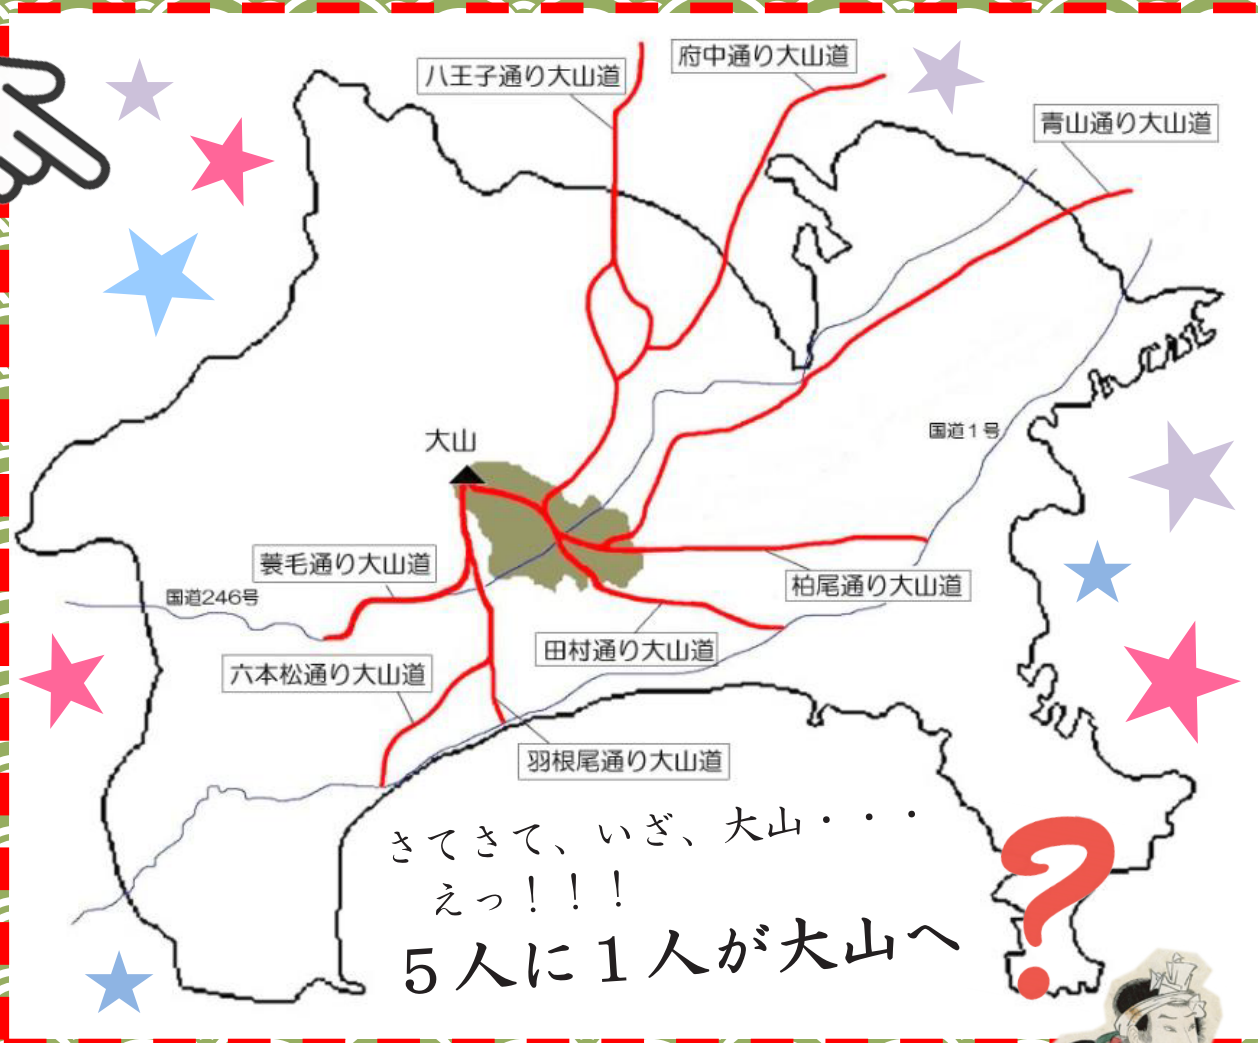 八王子通り大山道
府中通り大山道
青山通り大山道
国道1号
大山
蓑毛通り大山道
国道246号
柏尾通り大山道
田村通り大山道
六本松通り大山道
羽根尾通り大山道
さてさて、いざ、大山・・・
えっ！！！
５人に１人が大山へ
?